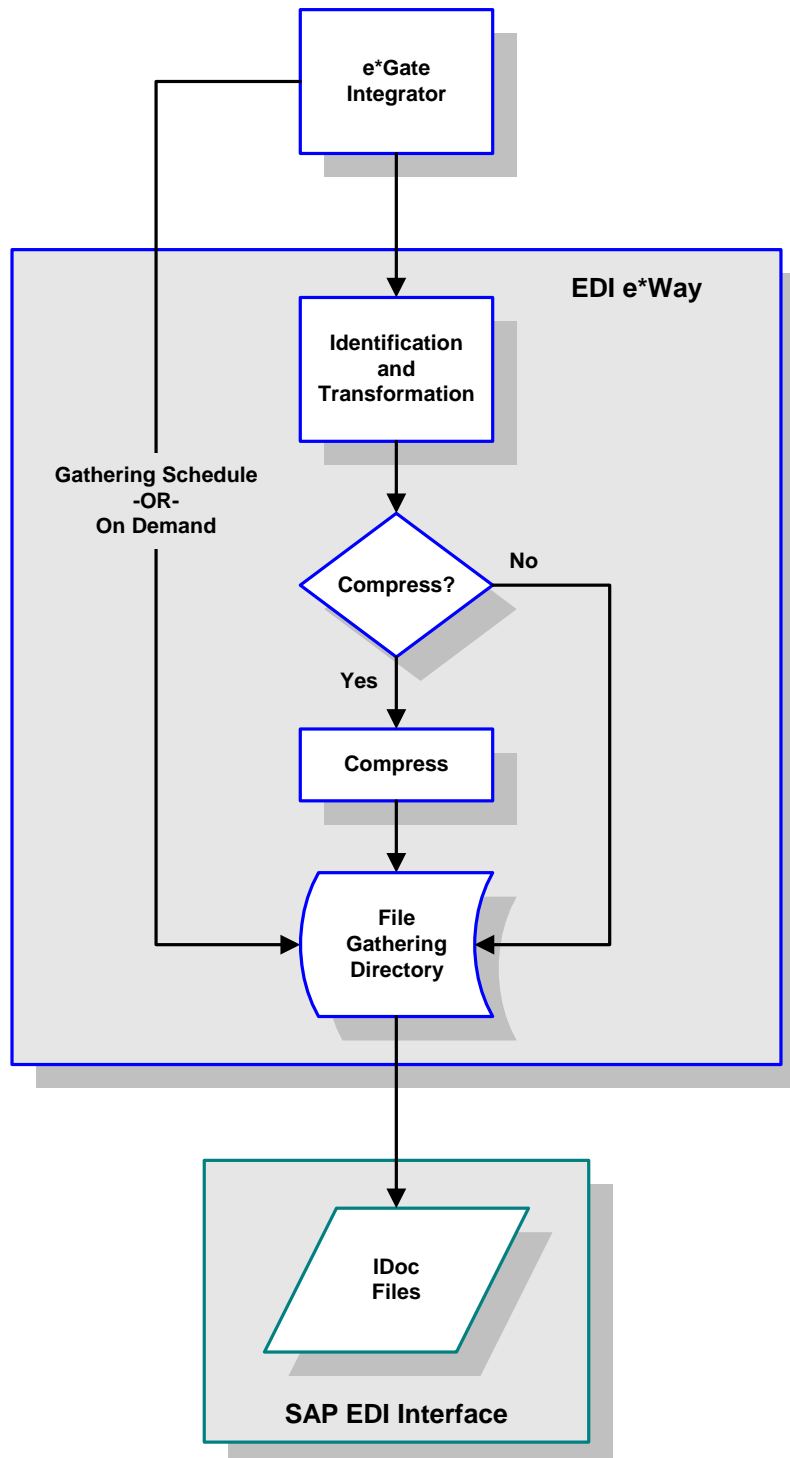 e*Gate
Integrator
EDI e*Way
Identification
and
Transformation
Gathering Schedule
-OR-
On Demand
Compress?
No
Yes
Compress
File
Gathering
Directory
IDoc
Files
SAP EDI Interface